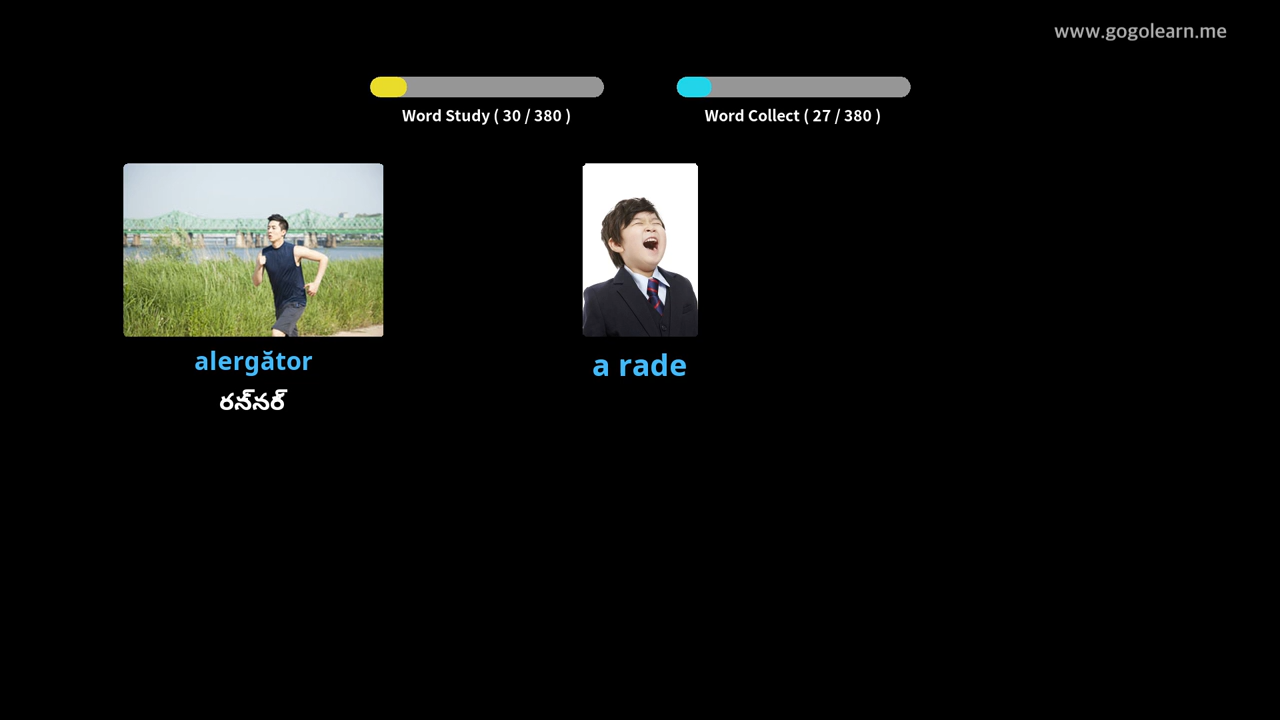 www.gogolearn.me
Word Study ( 30 / 380 )
Word Collect ( 27 / 380 )
alergător
రన్‌నర్
a rade